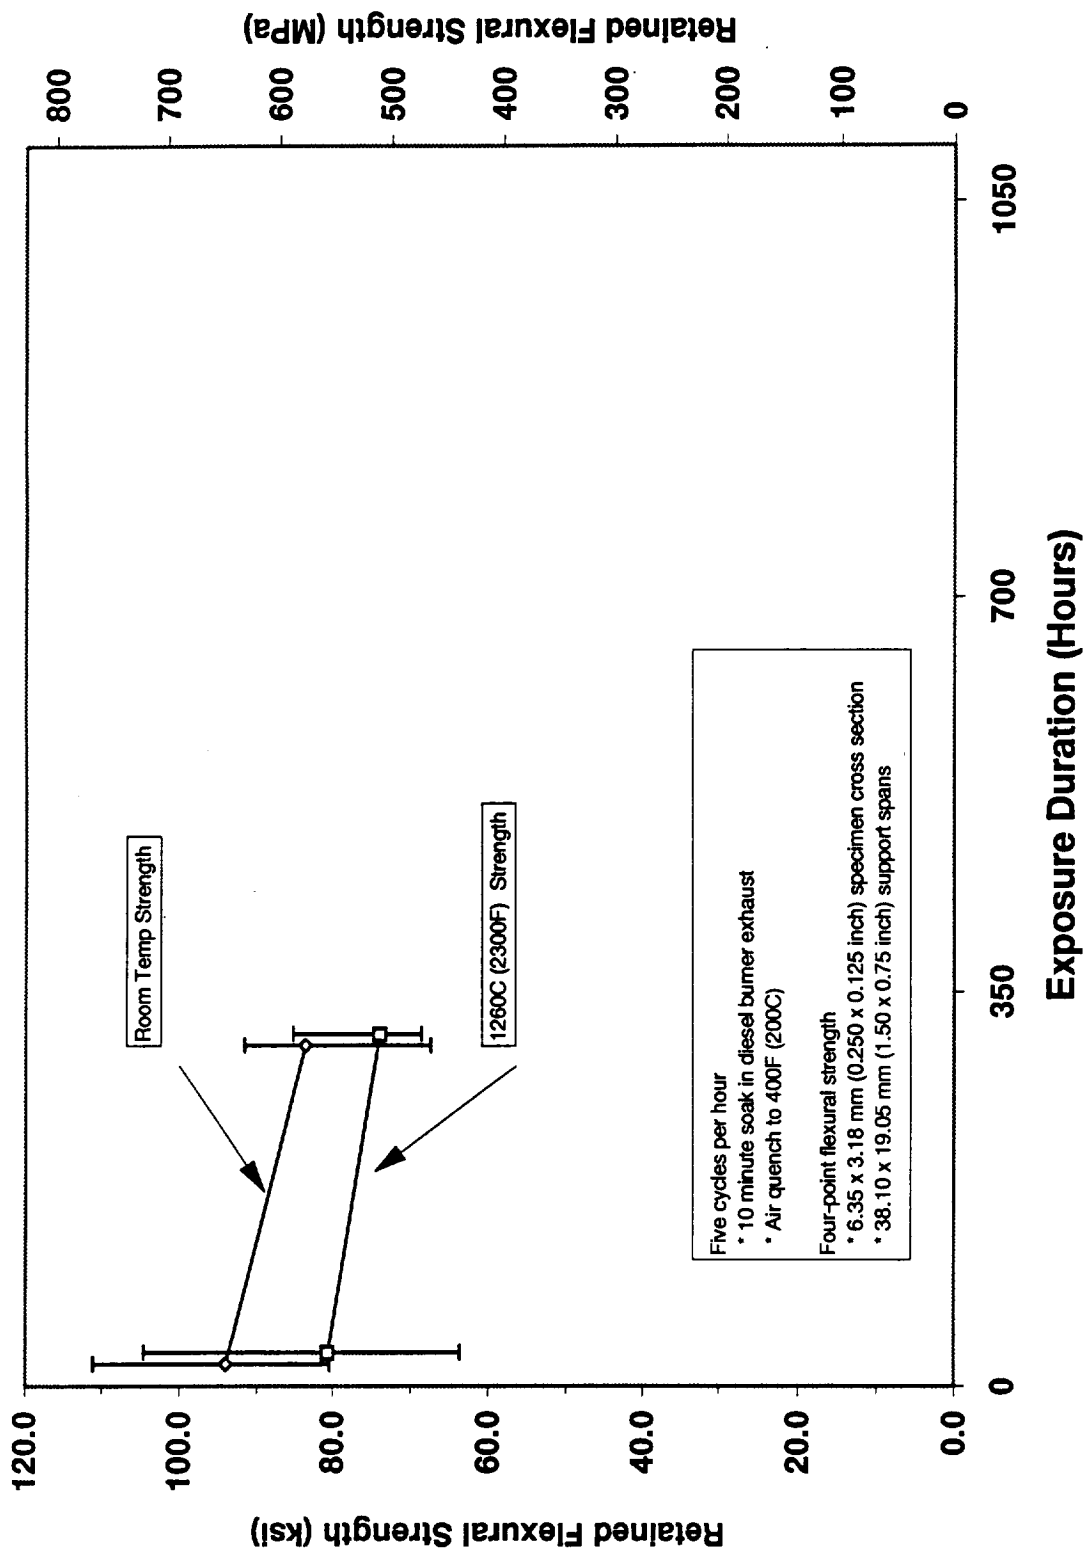 Retained Flexural Strength (MPa)
800
700
600
500
400
300
200
100
0
120.0
100.0
80.0
60.0
40.0
20.0
0.0
Retained Flexural Strength (ksi)
Room Temp Strength
1260C (2300F) Strength
Five cycles per hour
* 10 minute soak in diesel burner exhaust
* Air quench to 400F (200C)
Four-point flexural strength
* 6.35 x 3.18 mm (0.250 x 0.125 inch) specimen cross section
* 38.10 x 19.05 mm (1.50 x 0.75 inch) support spans
0
350
700
1050
Exposure Duration (Hours)